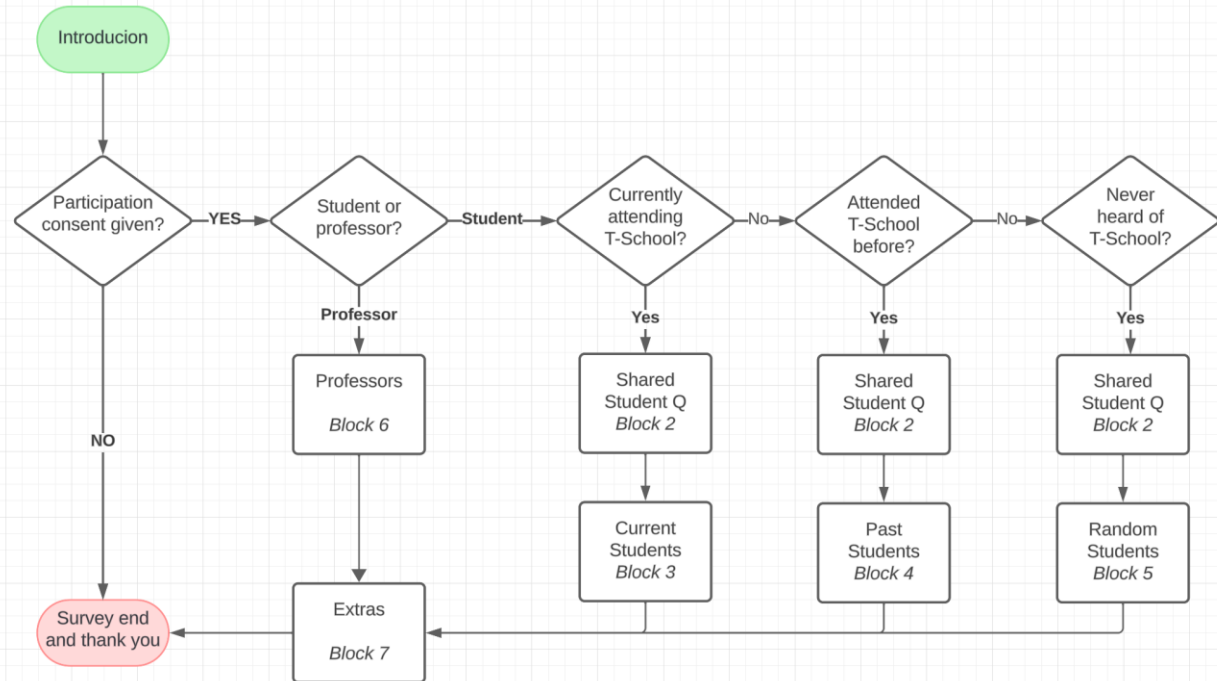 Introducion
Participation
consent given?
YES
Student or
professor?
Student
Currently
attending
T-School?
No
Attended
T-School
before?
No
Never
heard of
T-School?
Professor
Yes
Yes
Yes
Professors
Block 6
Shared
Student Q
Block 2
Shared
Student Q
Block 2
Shared
Student Q
Block 2
NO
Current
Students
Block 3
Past
Students
Block 4
Random
Students
Block 5
Survey end
and thank you
Extras
Block 7